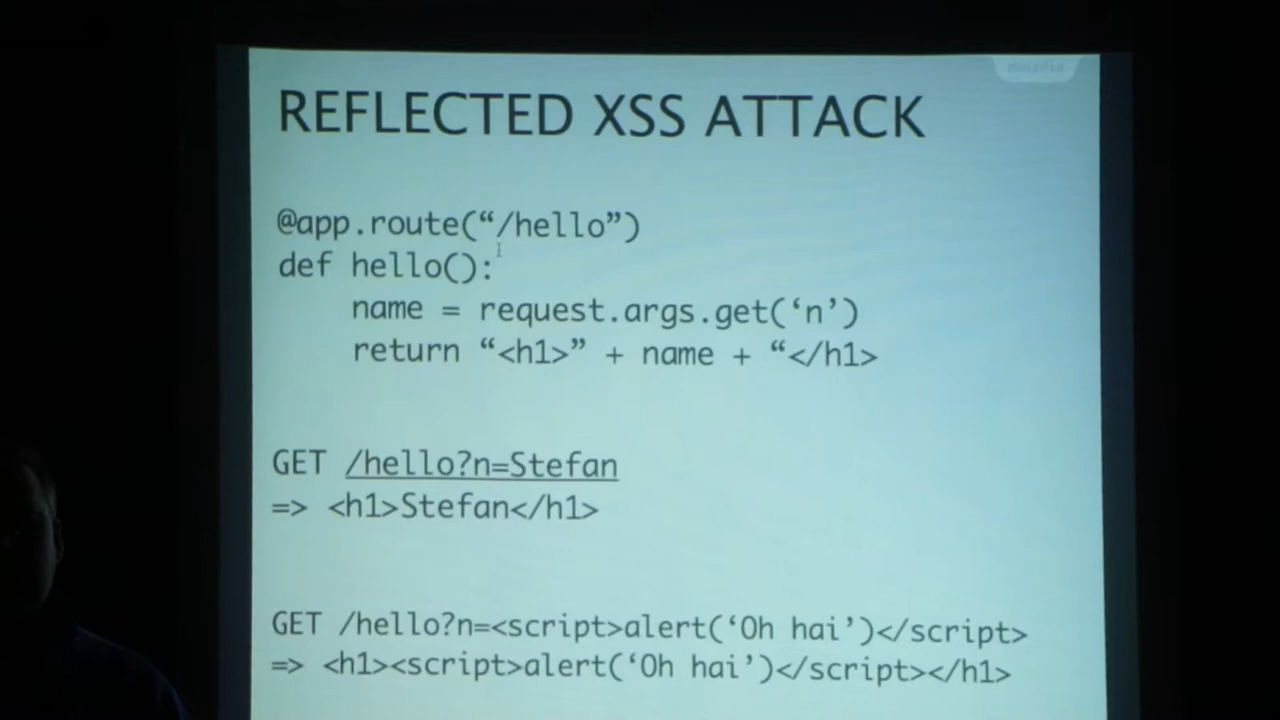 mozilla
REFLECTED XSS ATTACK
@app.route(“/hello”)
def hello():
    name = request.args.get(‘n’)
    return “<h1>” + name + “</h1>
GET /hello?n=Stefan
=> <h1>Stefan</h1>
GET /hello?n=<script>alert(‘Oh hai’)</script>
=> <h1><script>alert(‘Oh hai’)</script></h1>